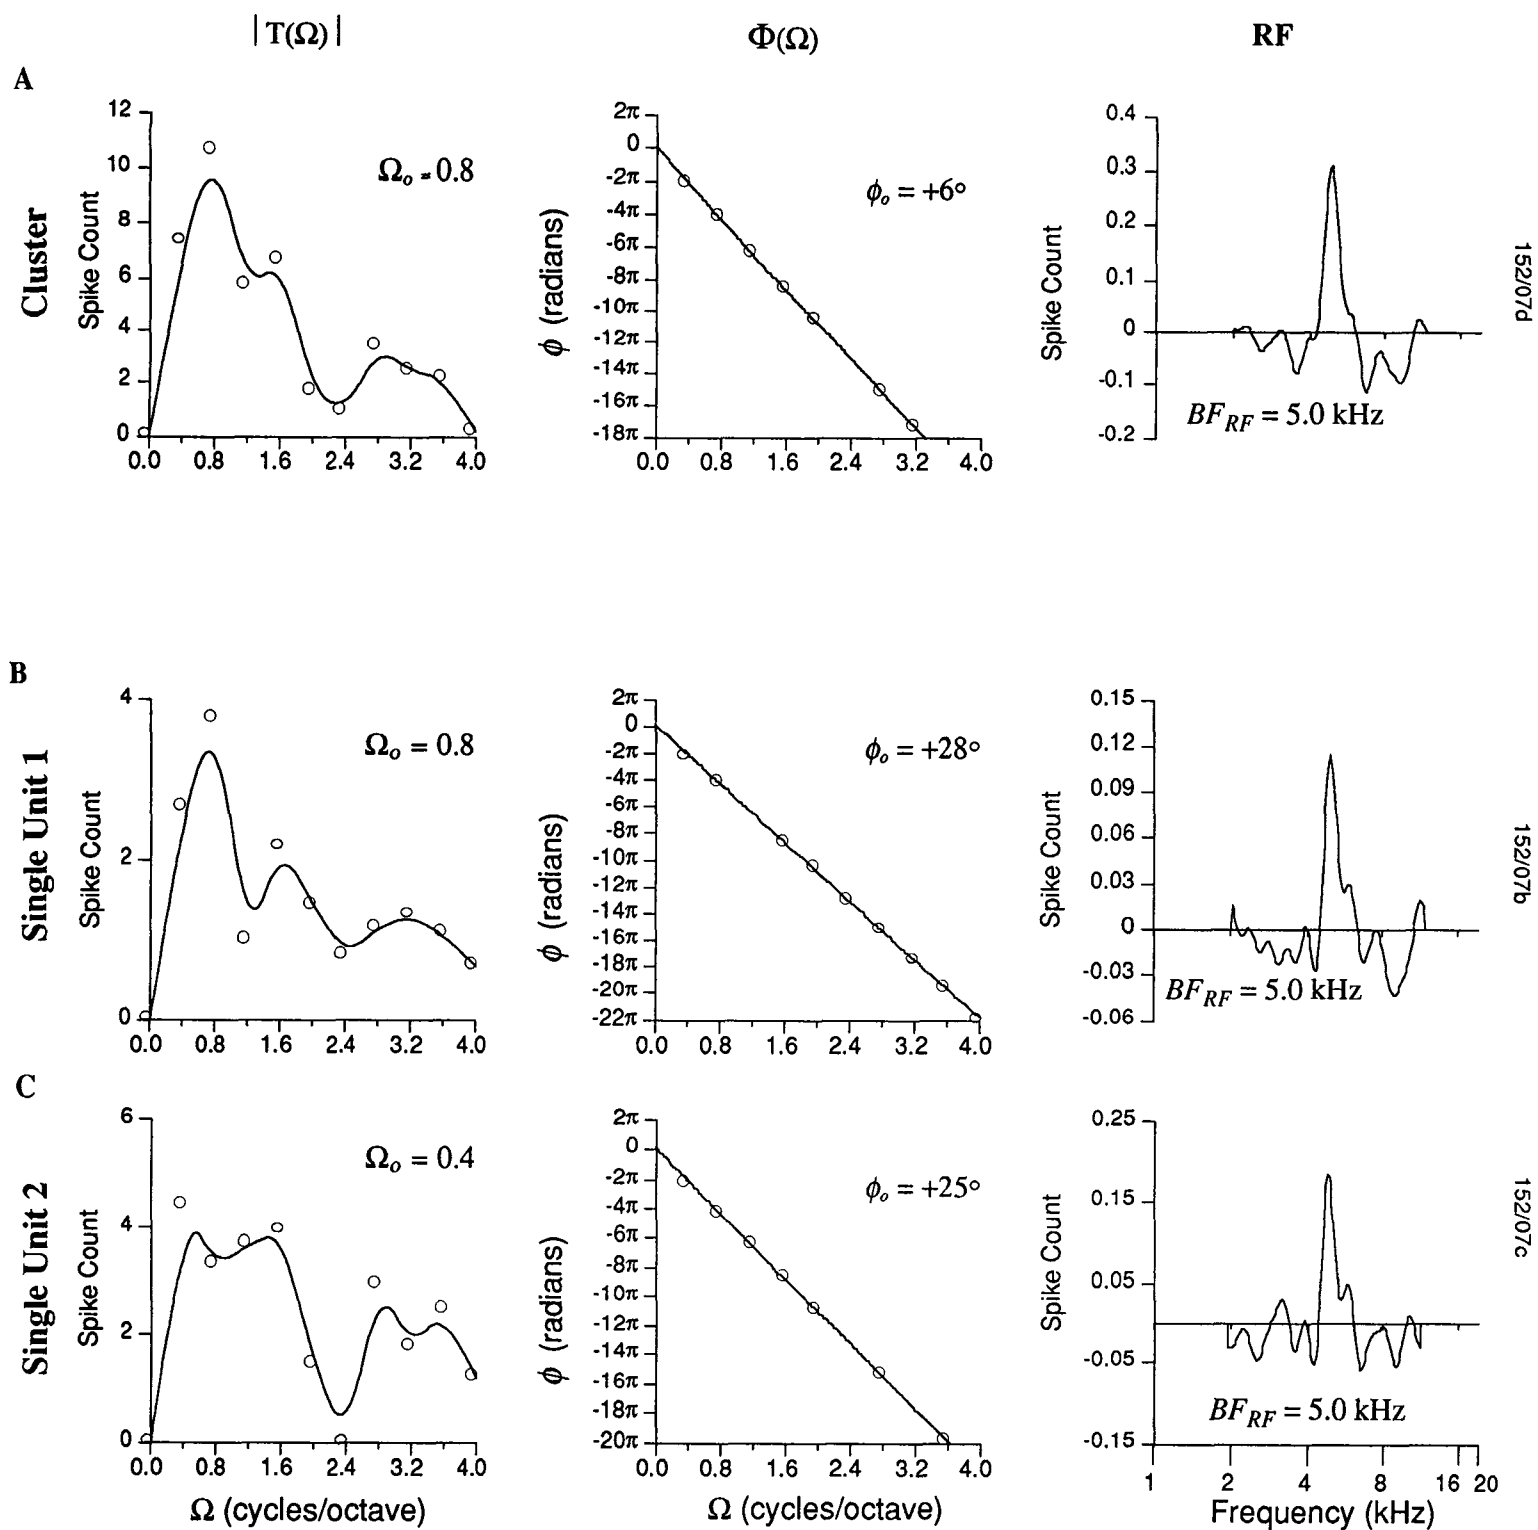 |T(Ω)|
Φ(Ω)
RF
A
Cluster
Spike Count
12
10
8
6
4
2
0
0.0 0.8 1.6 2.4 3.2 4.0
Ωo = 0.8
ϕ (radians)
2π
0
-2π
-4π
-6π
-8π
-10π
-12π
-14π
-16π
-18π
0.0 0.8 1.6 2.4 3.2 4.0
ϕo = +6°
Spike Count
0.4
0.3
0.2
0.1
0
-0.1
-0.2
BFRF = 5.0 kHz
152/07d
B
Single Unit 1
Spike Count
4
2
0
0.0 0.8 1.6 2.4 3.2 4.0
Ωo = 0.8
ϕ (radians)
2π
0
-2π
-4π
-6π
-8π
-10π
-12π
-14π
-16π
-18π
-20π
-22π
0.0 0.8 1.6 2.4 3.2 4.0
ϕo = +28°
Spike Count
0.15
0.12
0.09
0.06
0.03
0
-0.03
-0.06
BFRF = 5.0 kHz
152/07b
C
Single Unit 2
Spike Count
6
4
2
0
0.0 0.8 1.6 2.4 3.2 4.0
Ω (cycles/octave)
Ωo = 0.4
ϕ (radians)
2π
0
-2π
-4π
-6π
-8π
-10π
-12π
-14π
-16π
-18π
-20π
0.0 0.8 1.6 2.4 3.2 4.0
Ω (cycles/octave)
ϕo = +25°
Spike Count
0.25
0.15
0.05
-0.05
-0.15
BFRF = 5.0 kHz
1 2 4 8 16 20
Frequency (kHz)
152/07c